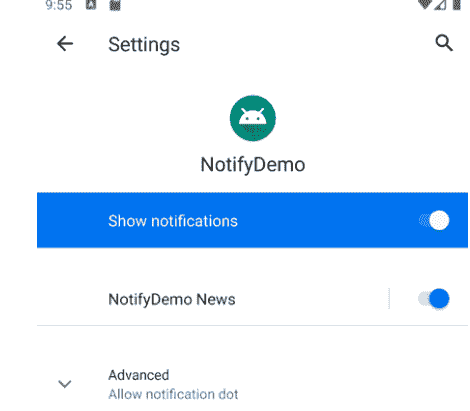 9:55
Settings
NotifyDemo
Show notifications
NotifyDemo News
Advanced
Allow notification dot